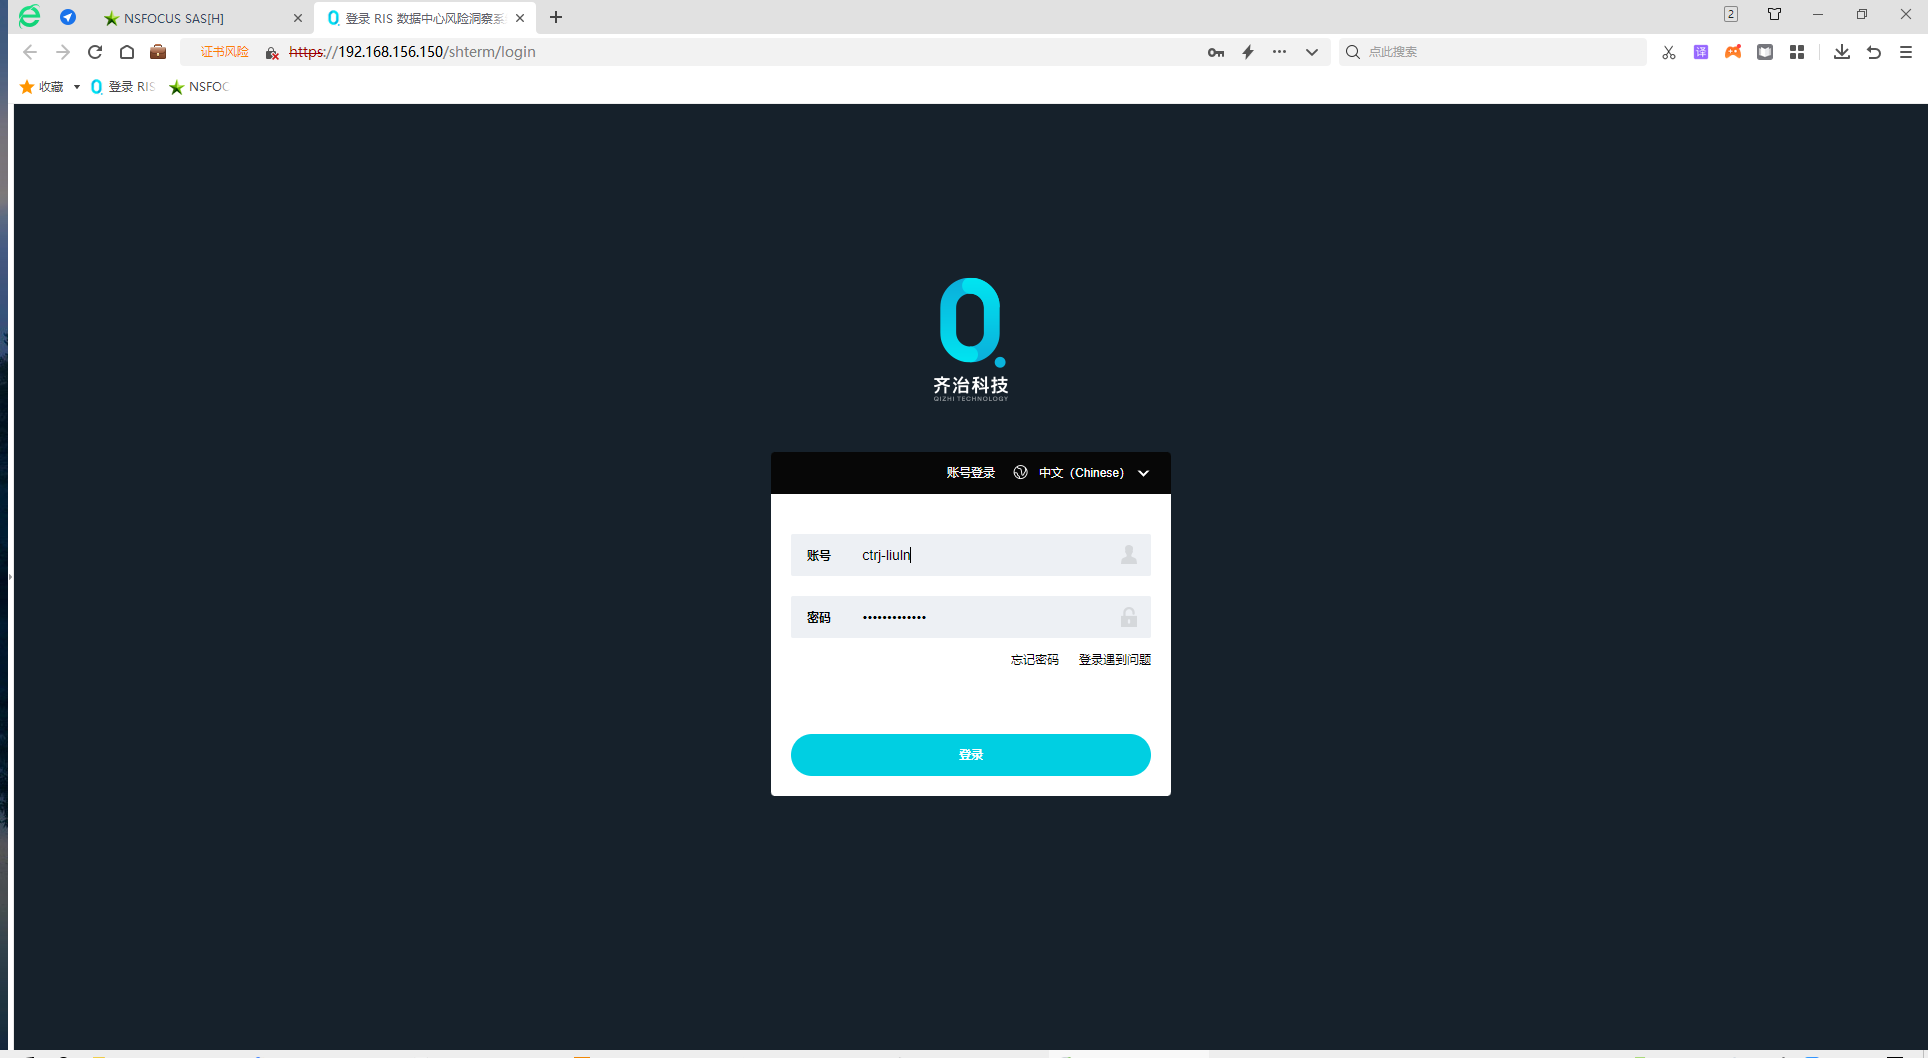 NSFOCUS SAS[H]
登录 RIS 数据中心风险洞察系
2
证书风险
https://192.168.156.150/shterm/login
点此搜索
译
收藏
登录 RIS
NSFOC
齐治科技
QIZHI TECHNOLOGY
账号登录
中文（Chinese）
账号
ctrj-liuln
密码
•••••••••••••
忘记密码
登录遇到问题
登录